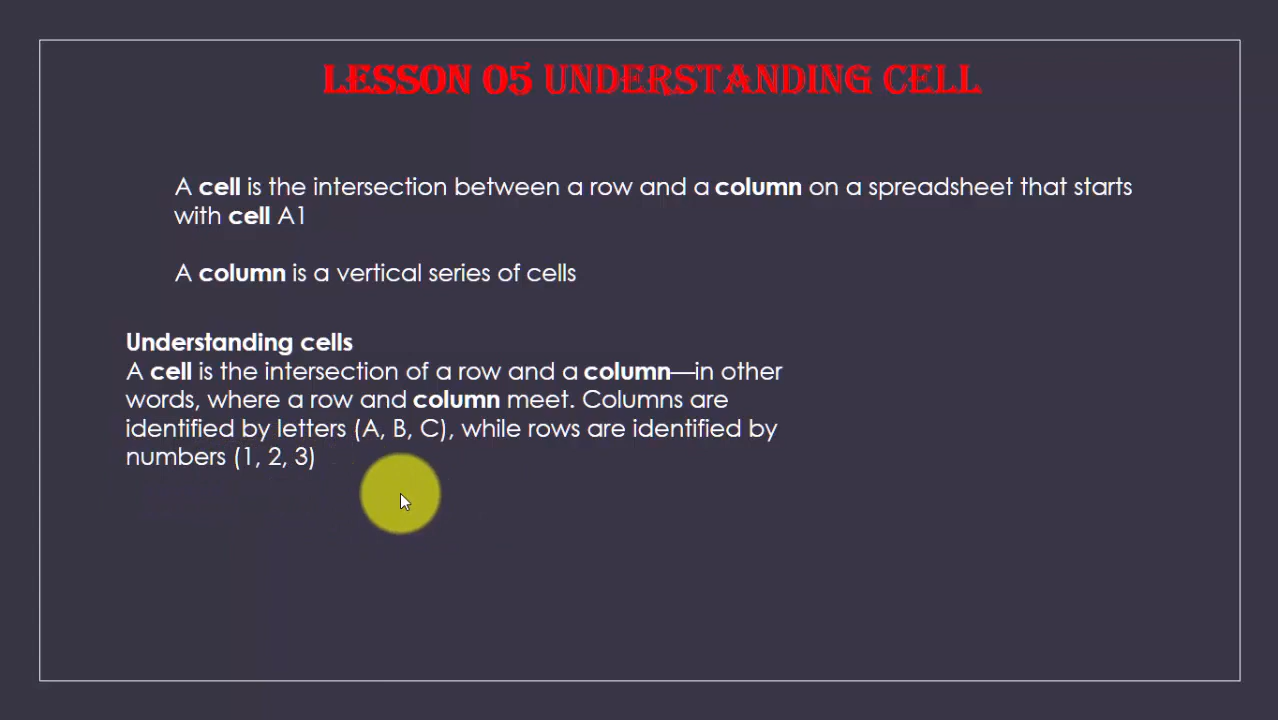 LESSON 05 UNDERSTANDING CELL
A cell is the intersection between a row and a column on a spreadsheet that starts
with cell A1
A column is a vertical series of cells
Understanding cells
A cell is the intersection of a row and a column—in other
words, where a row and column meet. Columns are
identified by letters (A, B, C), while rows are identified by
numbers (1, 2, 3)